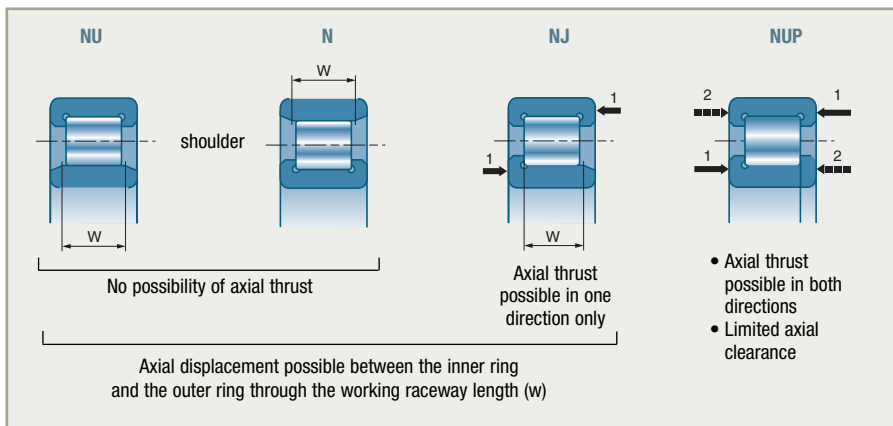 NU
N
NJ
NUP
W
1
2
1
shoulder
1
1
2
W
W
No possibility of axial thrust
Axial thrust
possible in one
direction only
• Axial thrust
possible in both
directions
• Limited axial
clearance
Axial displacement possible between the inner ring
and the outer ring through the working raceway length (w)